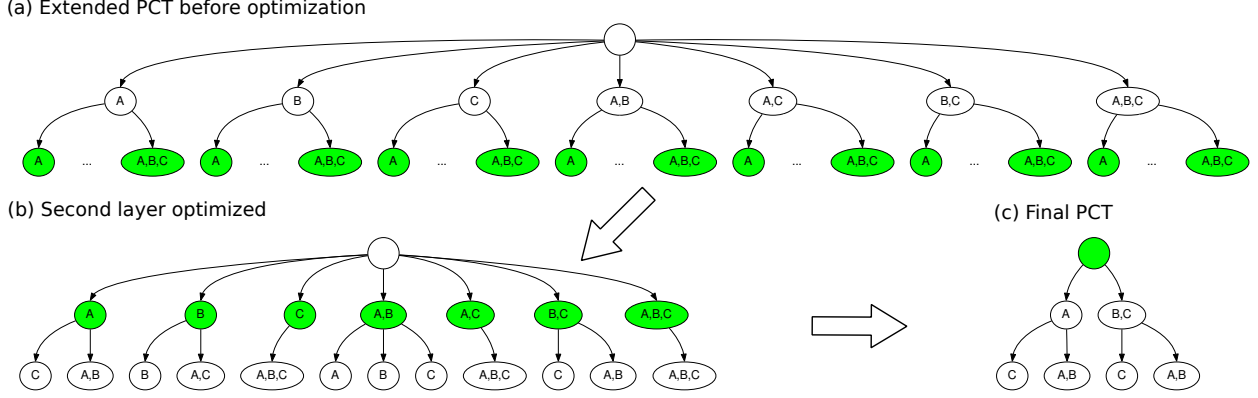 (a) Extended PCT before optimization
A B C A,B A,C B,C A,B,C
A ... A,B,C A ... A,B,C A ... A,B,C A ... A,B,C A ... A,B,C A ... A,B,C A ... A,B,C
(b) Second layer optimized
(c) Final PCT
A B C A,B A,C B,C A,B,C
C A,B B A,C A,B,C A B C A,B,C C A,B A,B,C
A B,C
C A,B C A,B